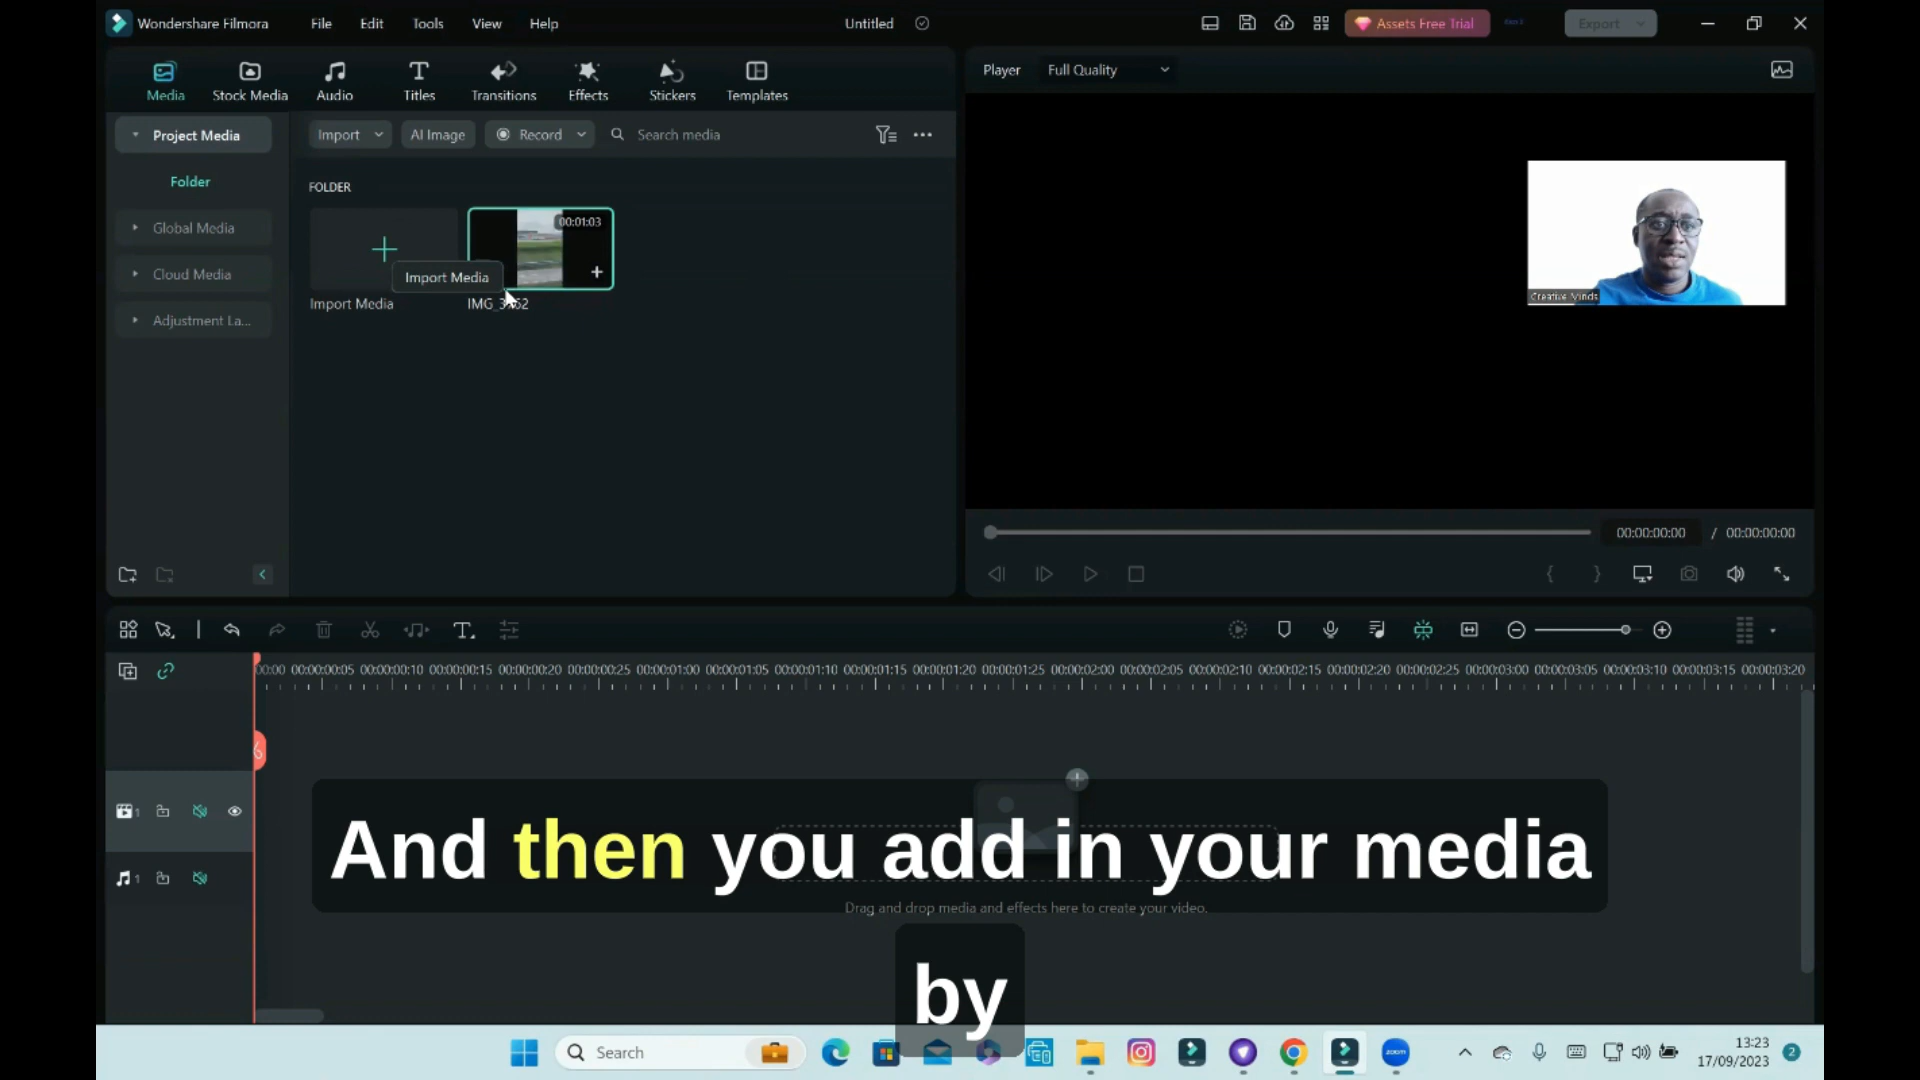 Wondershare Filmora File Edit Tools View Help Untitled Assets Free Trial Export
Media Stock Media Audio Titles Transitions Effects Stickers Templates
Player Full Quality
Project Media
Import AI Image Record Search media
Folder
FOLDER
Global Media
00:01:03
Cloud Media
Import Media
Import Media
Adjustment La...
Creative Minds
00:00:00:00 / 00:00:00:00
00:00 00:00:00:05 00:00:00:10 00:00:00:15 00:00:00:20 00:00:00:25 00:00:01:00 00:00:01:05 00:00:01:10 00:00:01:15 00:00:01:20 00:00:01:25 00:00:02:00 00:00:02:05 00:00:02:10 00:00:02:15 00:00:02:20 00:00:02:25 00:00:03:00 00:00:03:05 00:00:03:10 00:00:03:15 00:00:03:20
1
1
And then you add in your media
Drag and drop media and effects here to create your video.
by
Search
zoom
13:23
17/09/2023
2